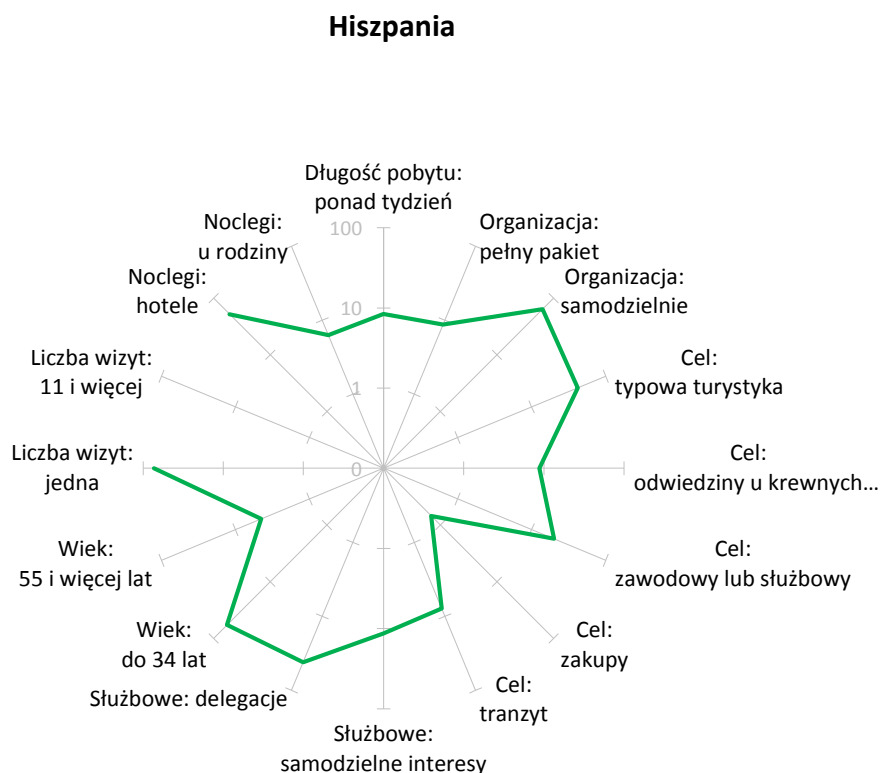 Hiszpania
Długość pobytu:
ponad tydzień
Organizacja:
pełny pakiet
Organizacja:
samodzielnie
Cel:
typowa turystyka
Cel:
odwiedziny u krewnych…
Cel:
zawodowy lub służbowy
Cel:
zakupy
Cel:
tranzyt
Służbowe:
samodzielne interesy
Służbowe: delegacje
Wiek:
do 34 lat
Wiek:
55 i więcej lat
Liczba wizyt:
jedna
Liczba wizyt:
11 i więcej
Noclegi:
hotele
Noclegi:
u rodziny
100
10
1
0